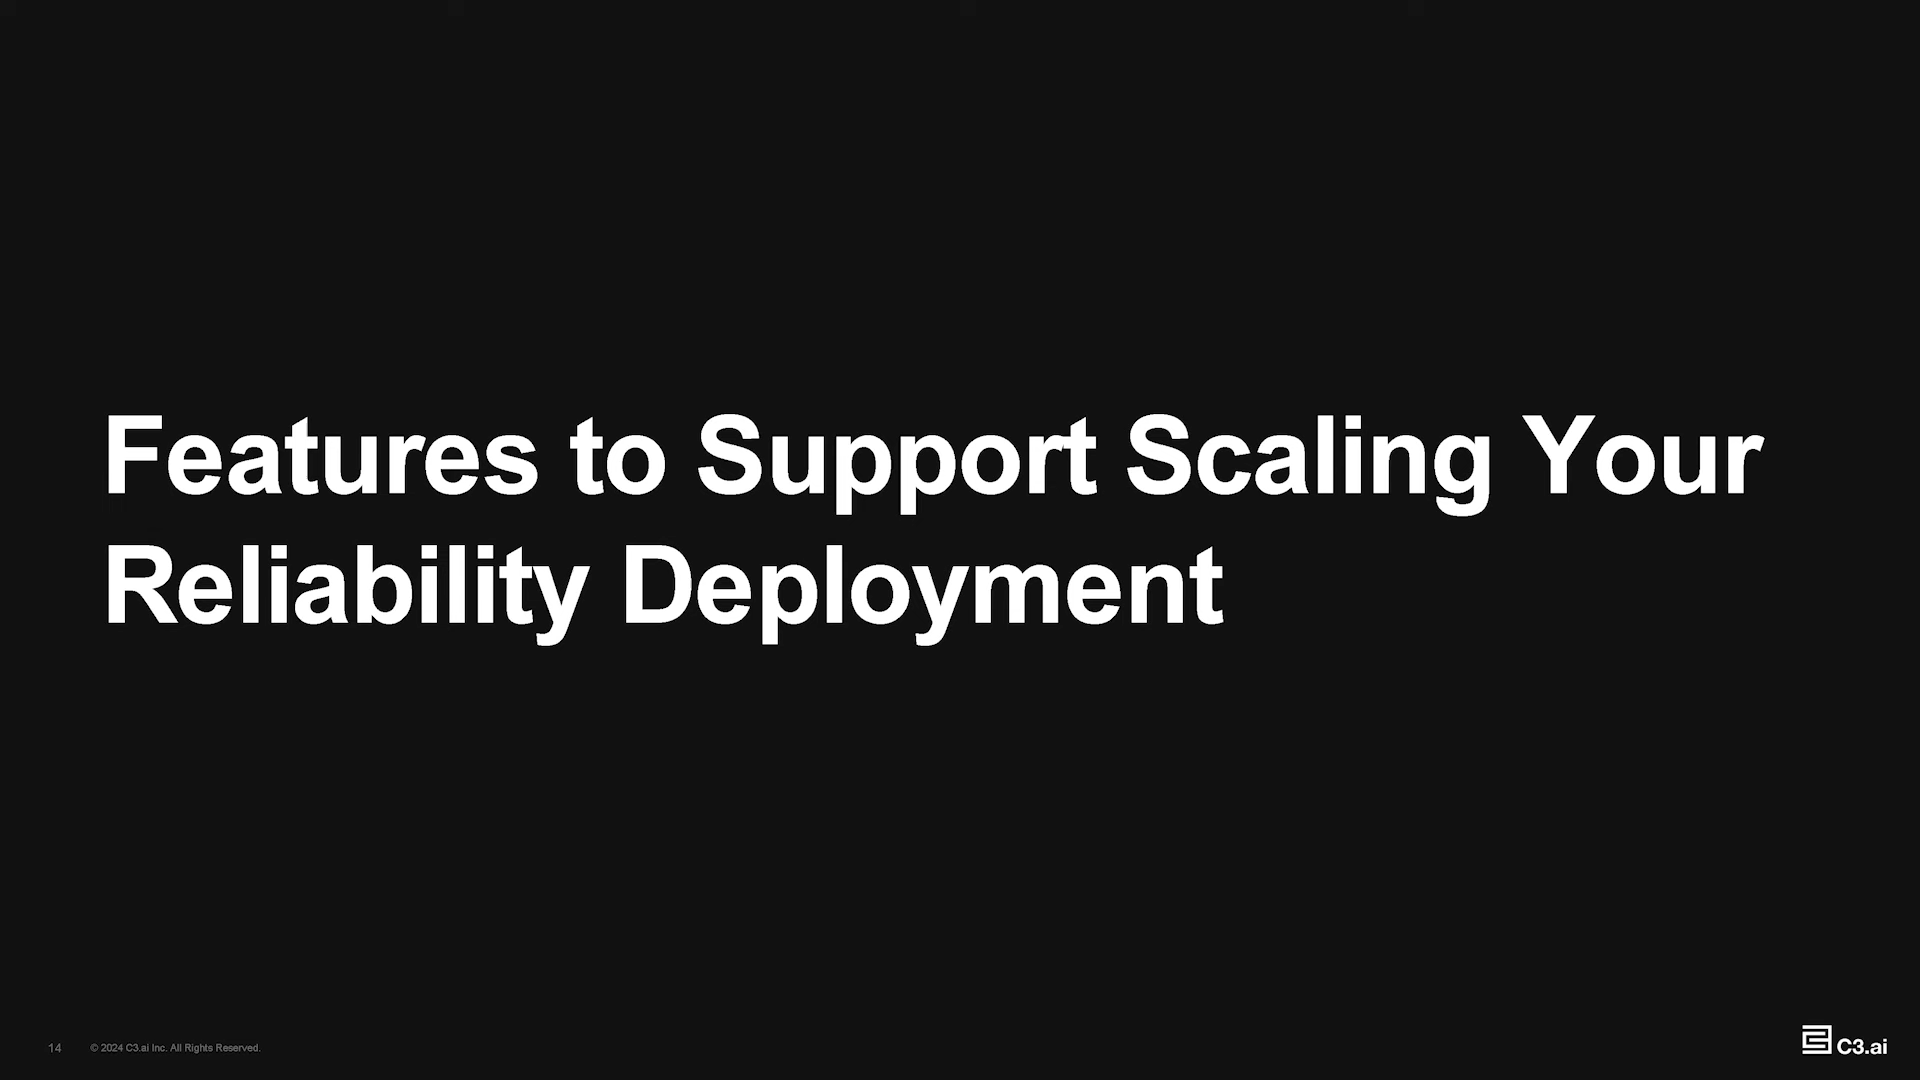 Features to Support Scaling Your
Reliability Deployment
14 © 2024 C3.ai Inc. All Rights Reserved.
C3.ai